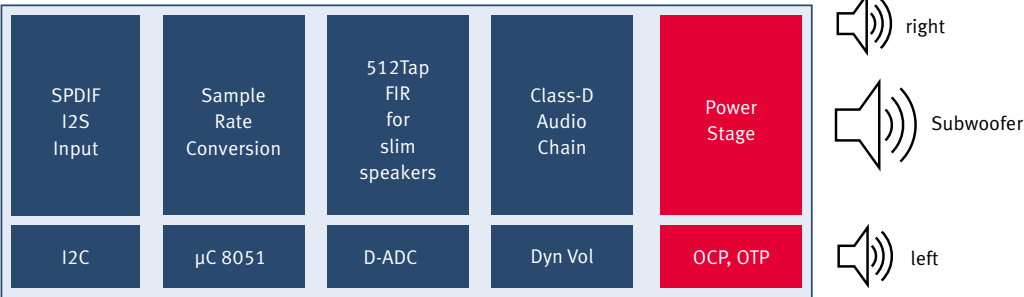 SPDIF
I2S
Input
Sample
Rate
Conversion
512Tap
FIR
for
slim
speakers
Class-D
Audio
Chain
Power
Stage
right
Subwoofer
I2C
µC 8051
D-ADC
Dyn Vol
OCP, OTP
left